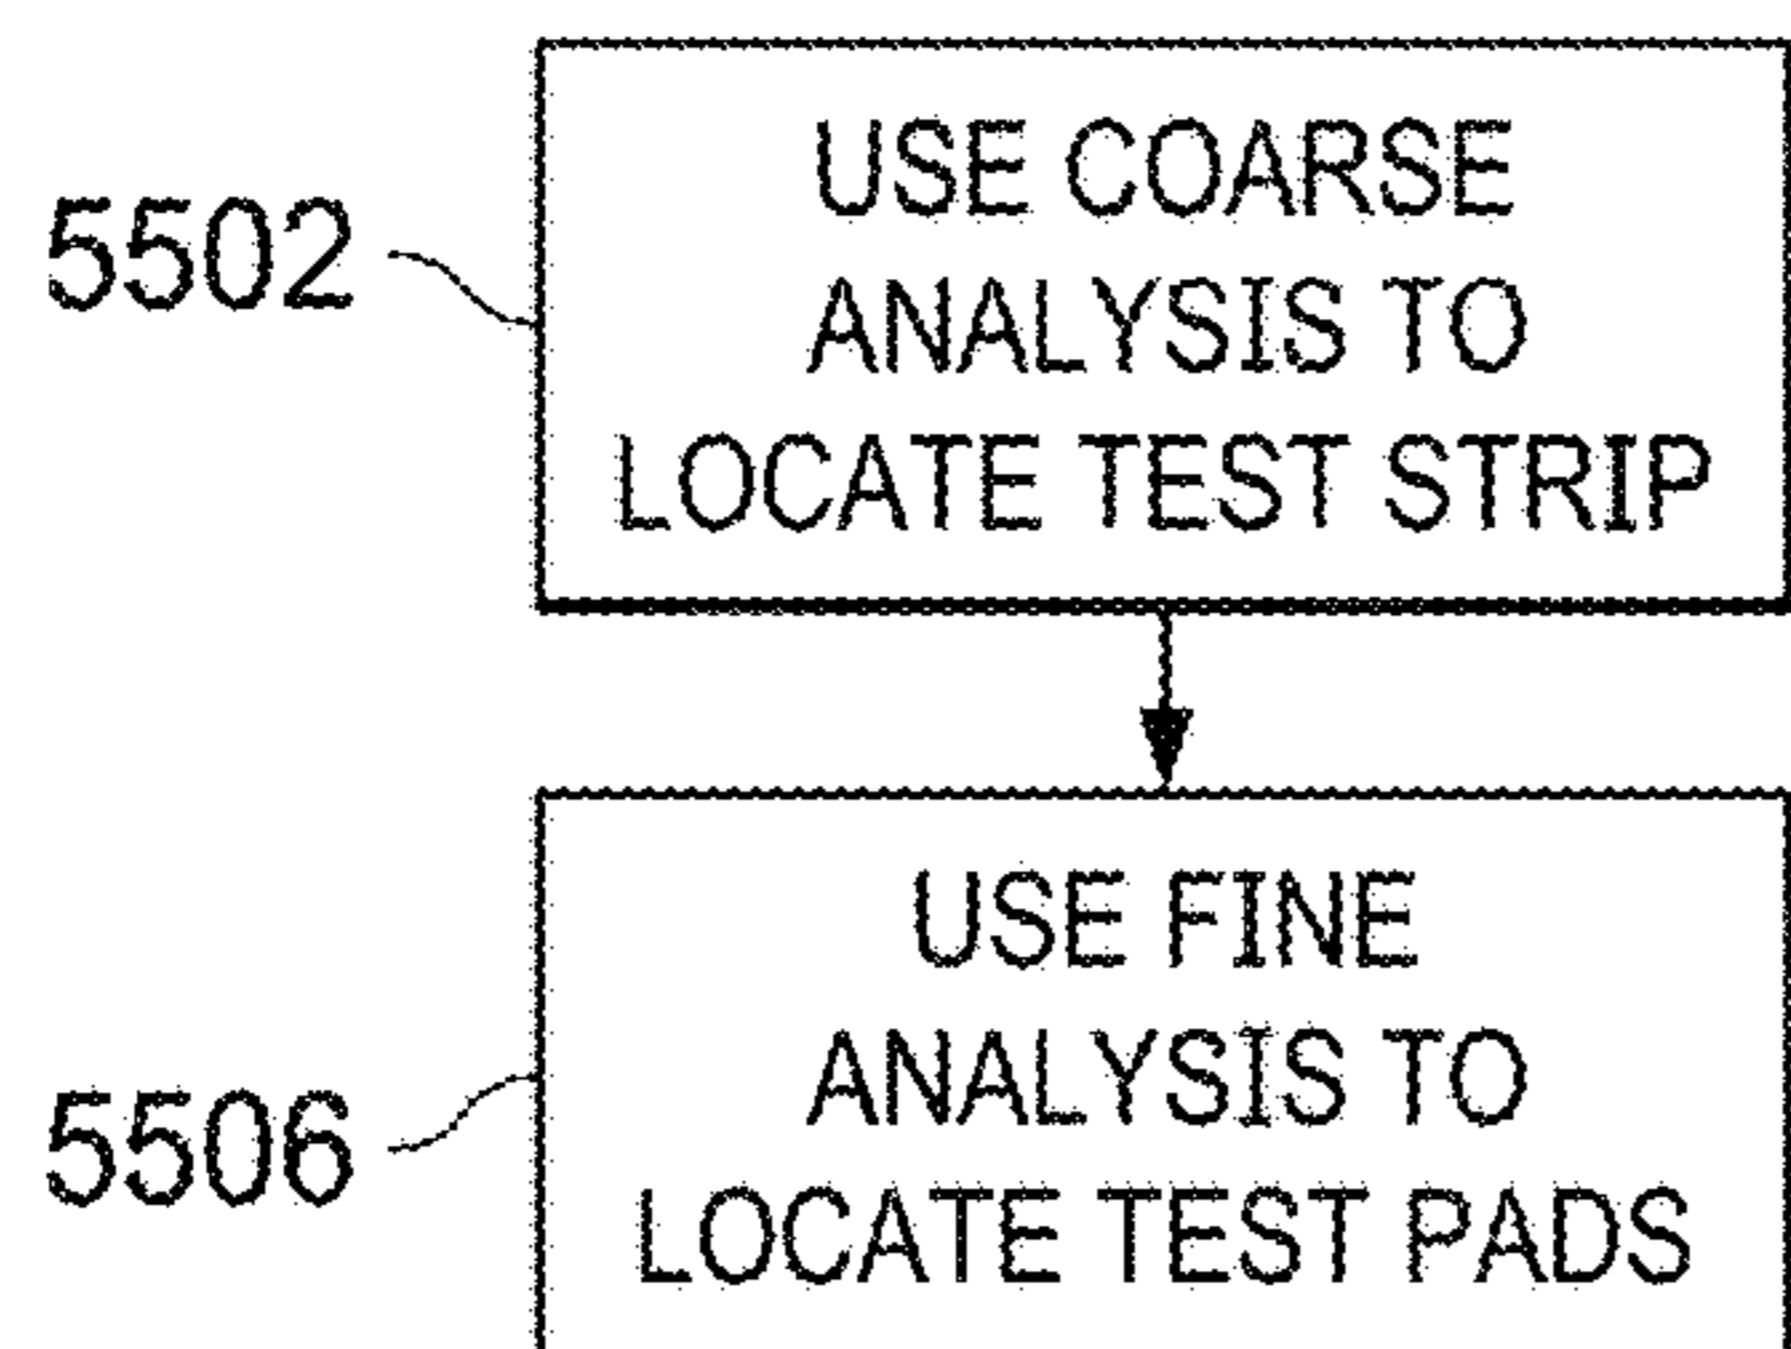 5502
USE COARSE
ANALYSIS TO
LOCATE TEST STRIP
5506
USE FINE
ANALYSIS TO
LOCATE TEST PADS